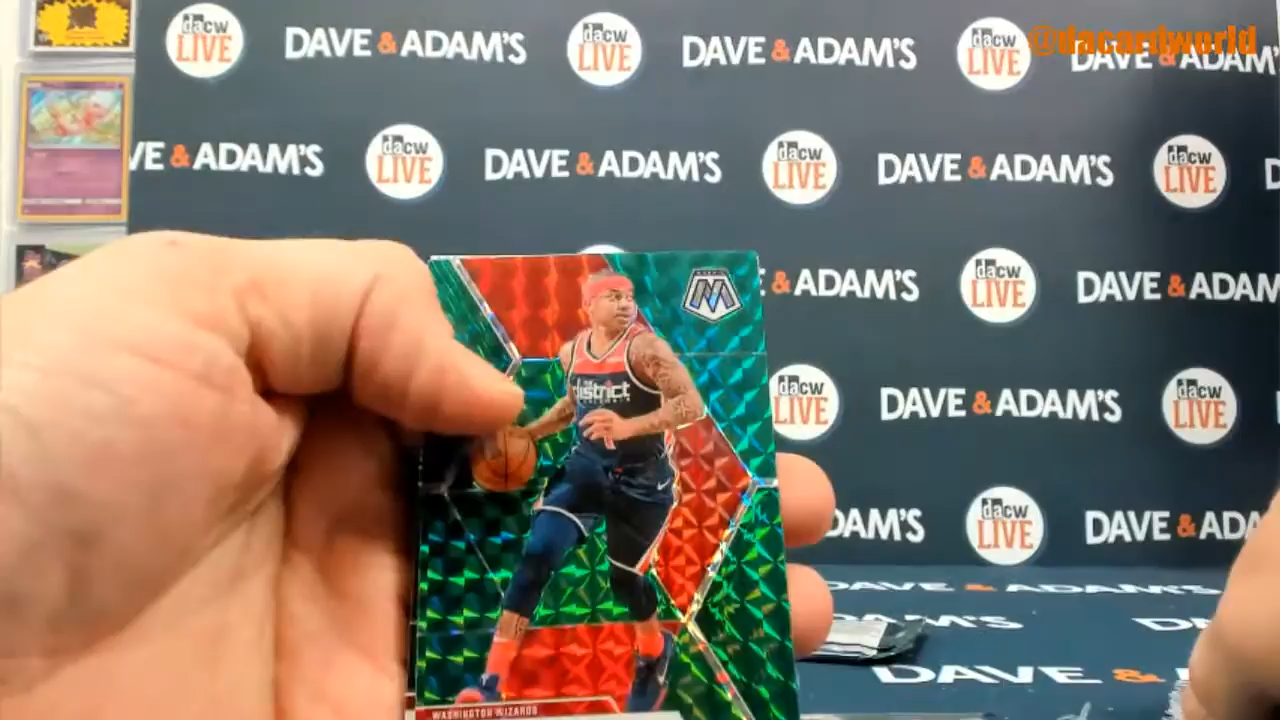 @dacardworld
dacw LIVE DAVE & ADAM'S dacw LIVE DAVE & ADAM'S dacw LIVE DAVE & ADAM'S
VE & ADAM'S dacw LIVE DAVE & ADAM'S dacw LIVE DAVE & ADAM'S dacw LIVE D
& ADAM'S dacw LIVE DAVE & ADAM'S
dacw LIVE DAVE & ADAM'S dacw LIVE
DAM'S dacw LIVE DAVE & ADA
DAVE & ADAM'S
AM'S DA
DAVE &
M
district
WASHINGTON WIZARDS